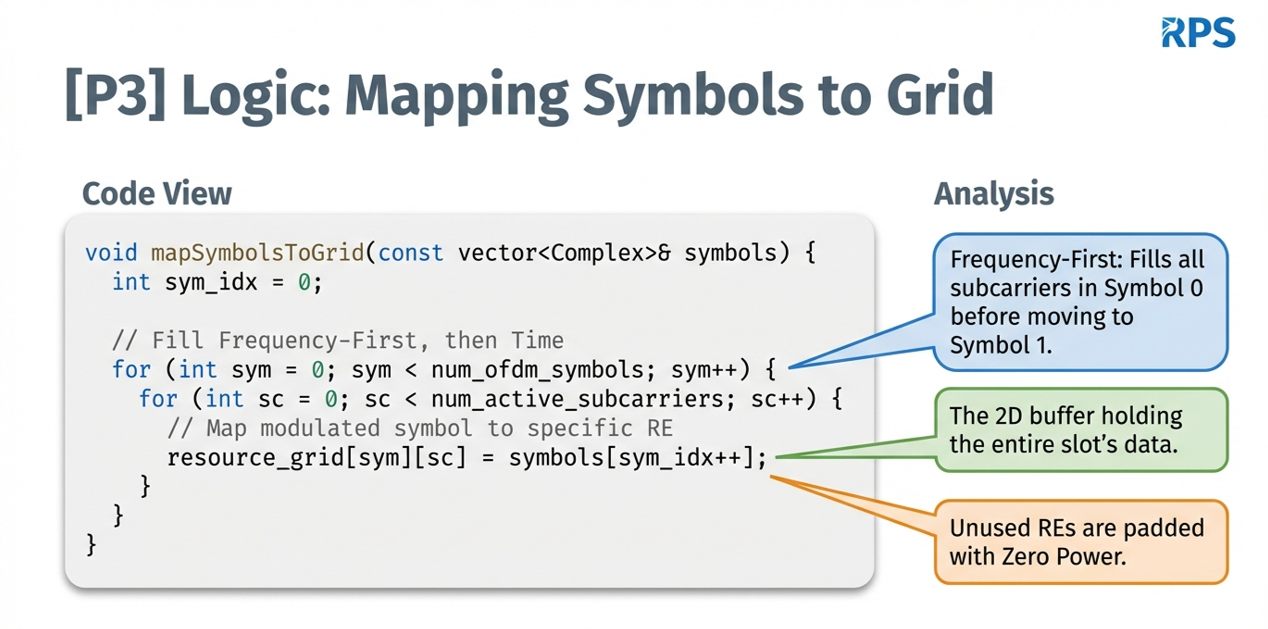 RPS
[P3] Logic: Mapping Symbols to Grid
Code View
void mapSymbolsToGrid(const vector<Complex>& symbols) {
  int sym_idx = 0;
  // Fill Frequency-First, then Time
  for (int sym = 0; sym < num_ofdm_symbols; sym++) {
    for (int sc = 0; sc < num_active_subcarriers; sc++) {
      // Map modulated symbol to specific RE
      resource_grid[sym][sc] = symbols[sym_idx++];
    }
  }
}
Analysis
Frequency-First: Fills all
subcarriers in Symbol 0
before moving to
Symbol 1.
The 2D buffer holding
the entire slot’s data.
Unused REs are padded
with Zero Power.